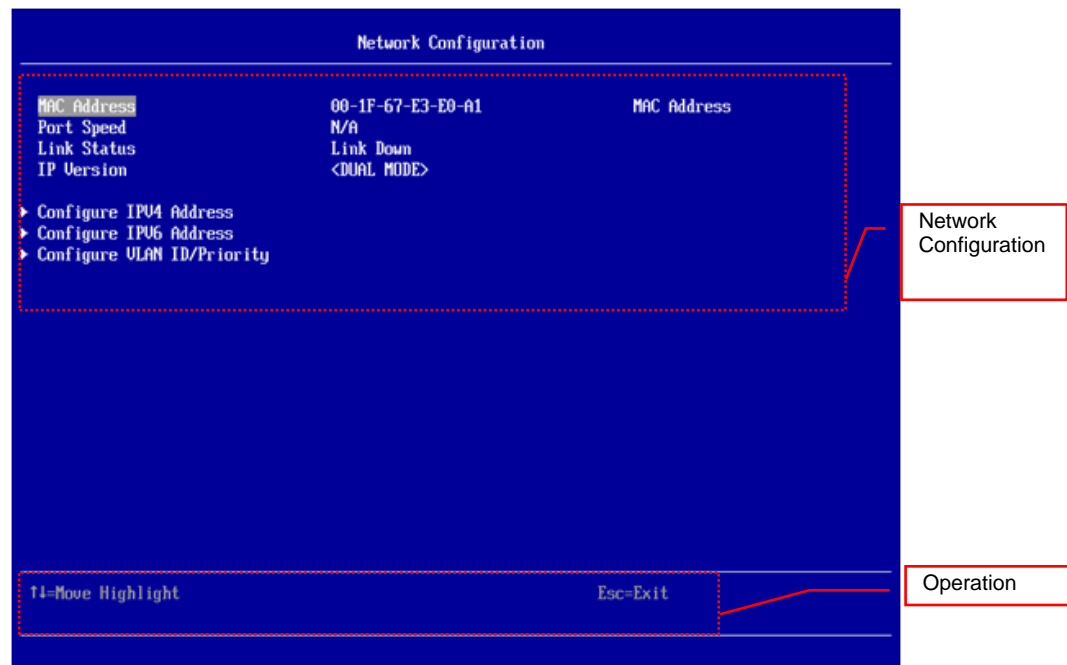 Network Configuration
MAC Address 00-1F-67-E3-E0-A1 MAC Address
Port Speed N/A
Link Status Link Down
IP Version <DUAL MODE>
Configure IPV4 Address
Configure IPV6 Address
Configure VLAN ID/Priority
Network
Configuration
↑↓=Move Highlight Esc=Exit
Operation